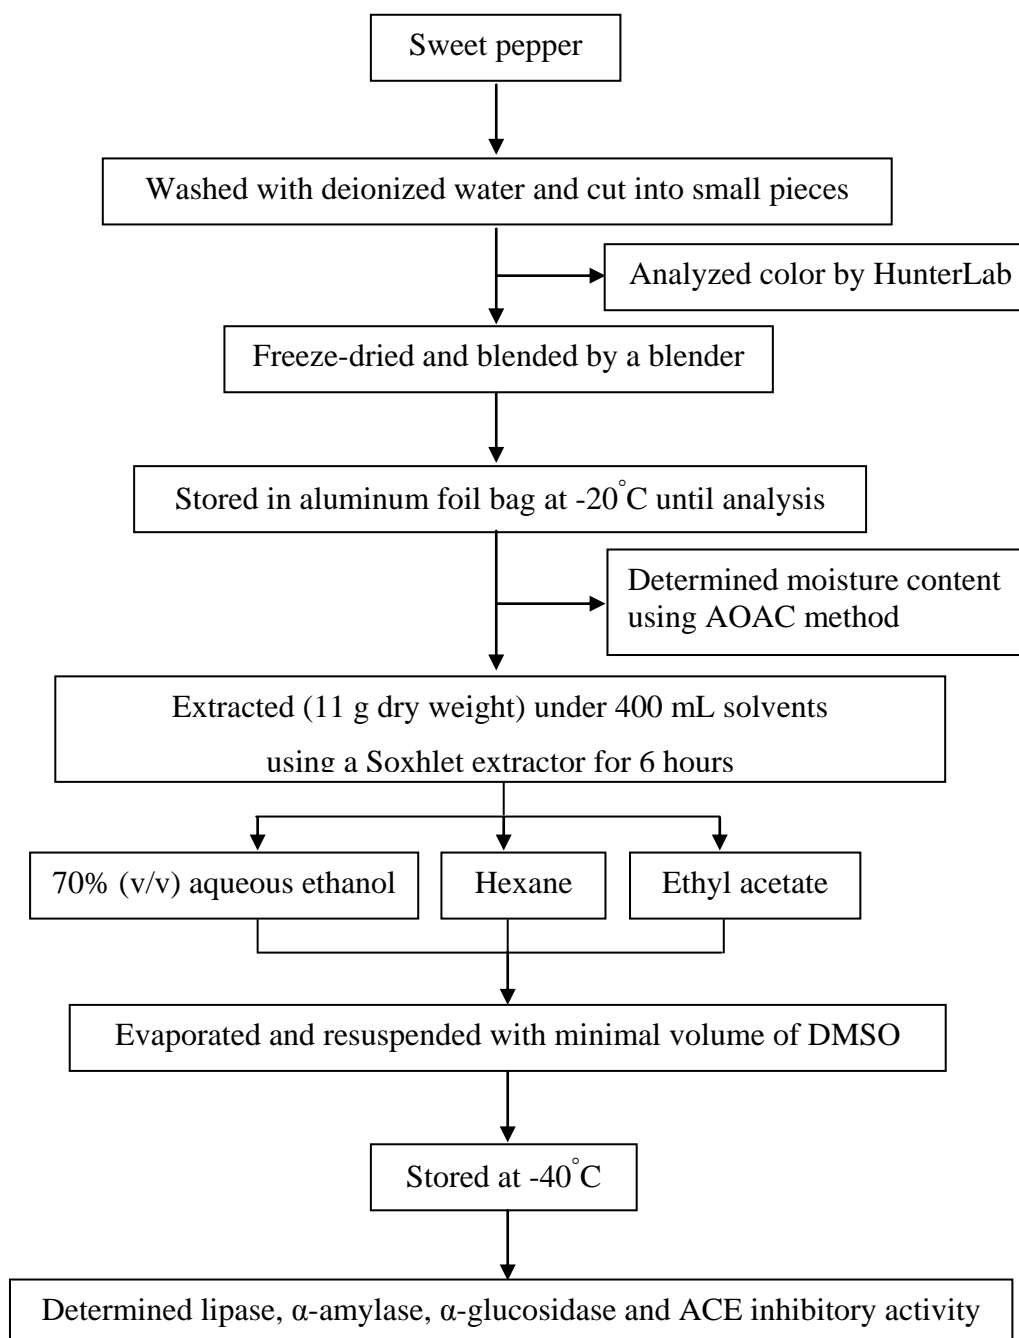 Sweet pepper
Washed with deionized water and cut into small pieces
Analyzed color by HunterLab
Freeze-dried and blended by a blender
Stored in aluminum foil bag at -20°C until analysis
Determined moisture content
using AOAC method
Extracted (11 g dry weight) under 400 mL solvents
using a Soxhlet extractor for 6 hours
70% (v/v) aqueous ethanol
Hexane
Ethyl acetate
Evaporated and resuspended with minimal volume of DMSO
Stored at -40°C
Determined lipase, α-amylase, α-glucosidase and ACE inhibitory activity